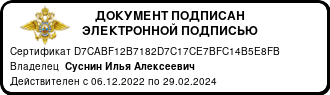 ДОКУМЕНТ ПОДПИСАН
ЭЛЕКТРОННОЙ ПОДПИСЬЮ
Сертификат D7CABF12B7182D7C17CE7BFC14B5E8FB
Владелец Суснин Илья Алексеевич
Действителен с 06.12.2022 по 29.02.2024